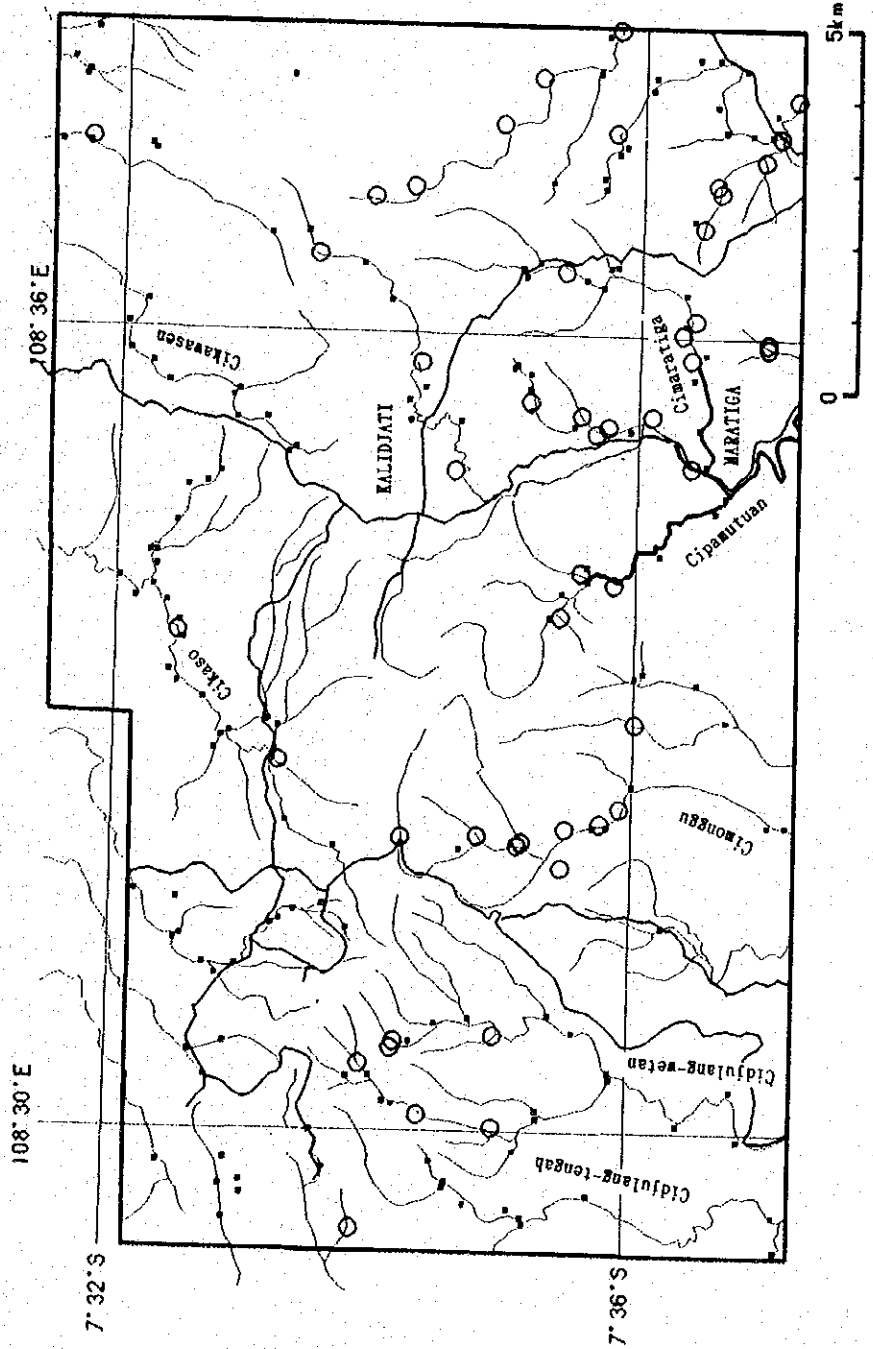 108°30'E
108°36'E
7°32'S
7°36'S
Cikawasen
Cikaso
KALIDJATI
Cimaratiga
MARATIGA
Cipamutuan
Cimonggu
Cidjulang-wetan
Cidjulang-tengah
0
5km